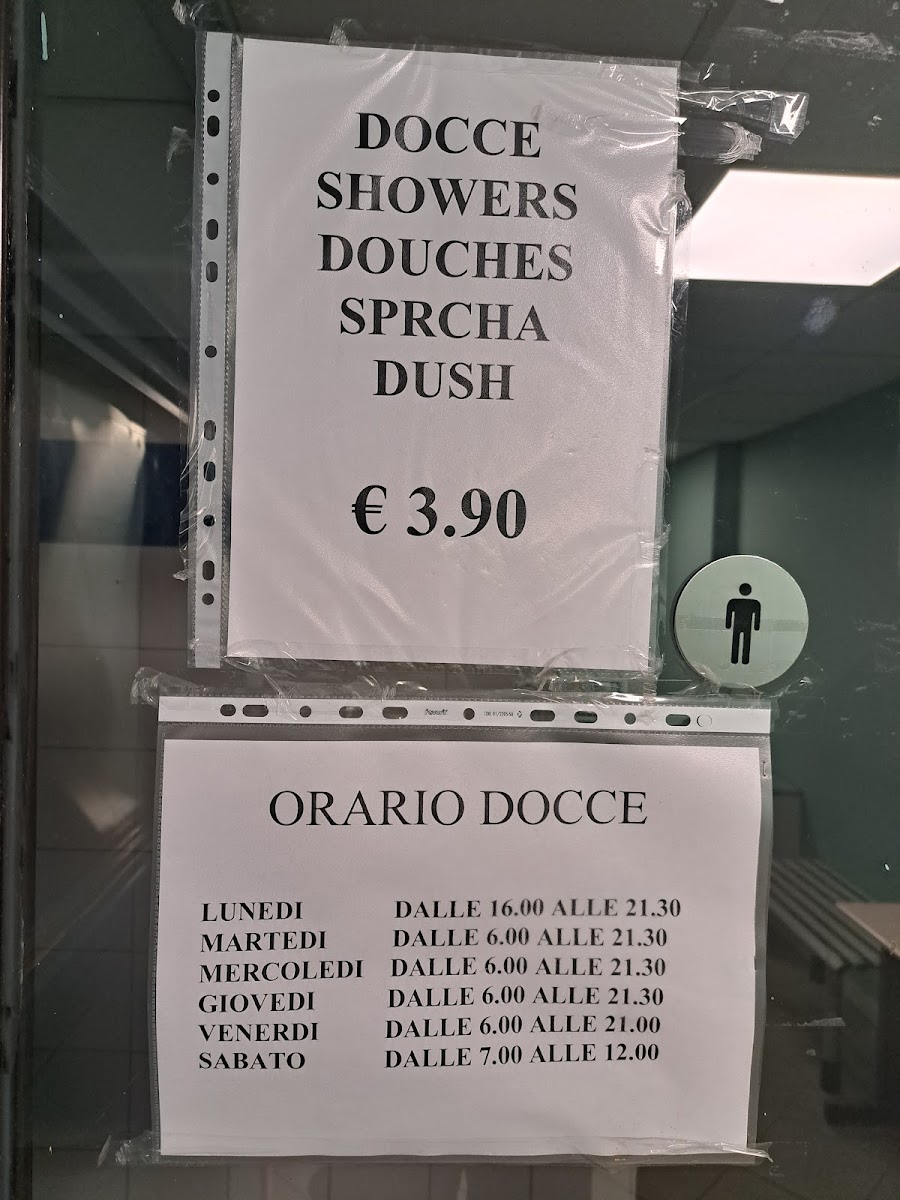 DOCCE
SHOWERS
DOUCHES
SPRCHA
DUSH
€ 3.90
ORARIO DOCCE
LUNEDI DALLE 16.00 ALLE 21.30
MARTEDI DALLE 6.00 ALLE 21.30
MERCOLEDI DALLE 6.00 ALLE 21.30
GIOVEDI DALLE 6.00 ALLE 21.30
VENERDI DALLE 6.00 ALLE 21.00
SABATO DALLE 7.00 ALLE 12.00